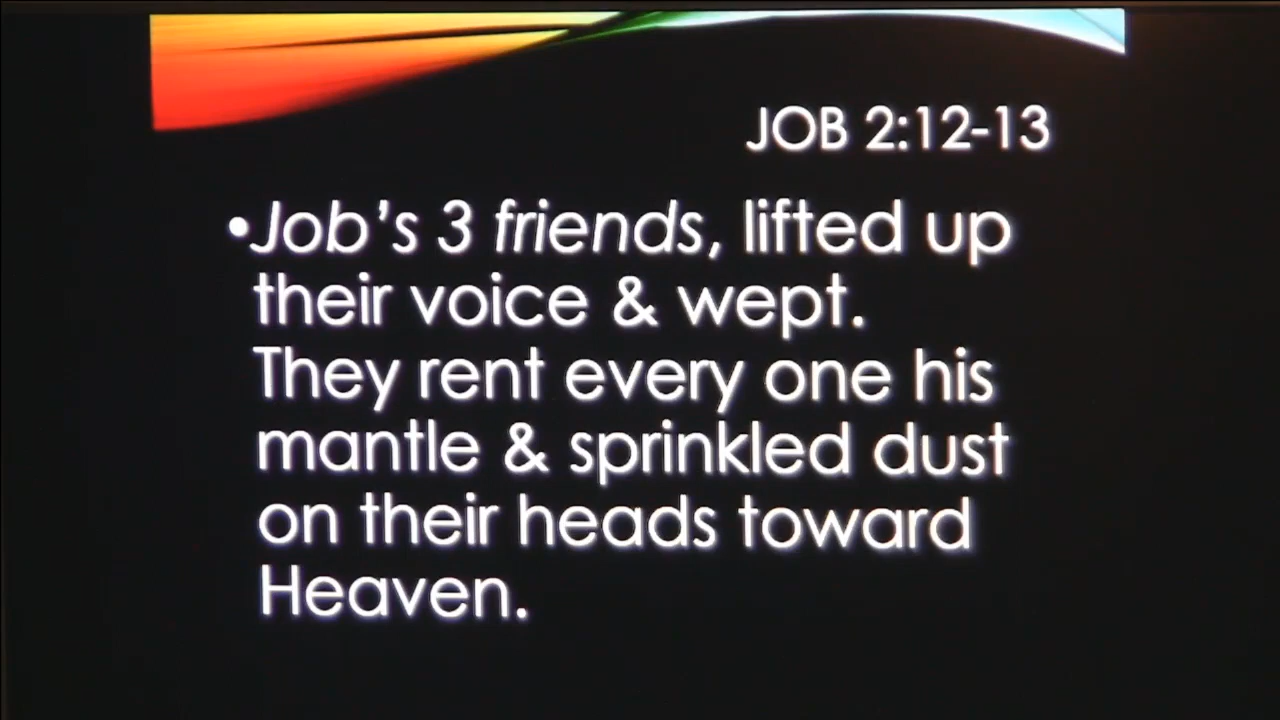 JOB 2:12-13
•Job’s 3 friends, lifted up
their voice & wept.
They rent every one his
mantle & sprinkled dust
on their heads toward
Heaven.